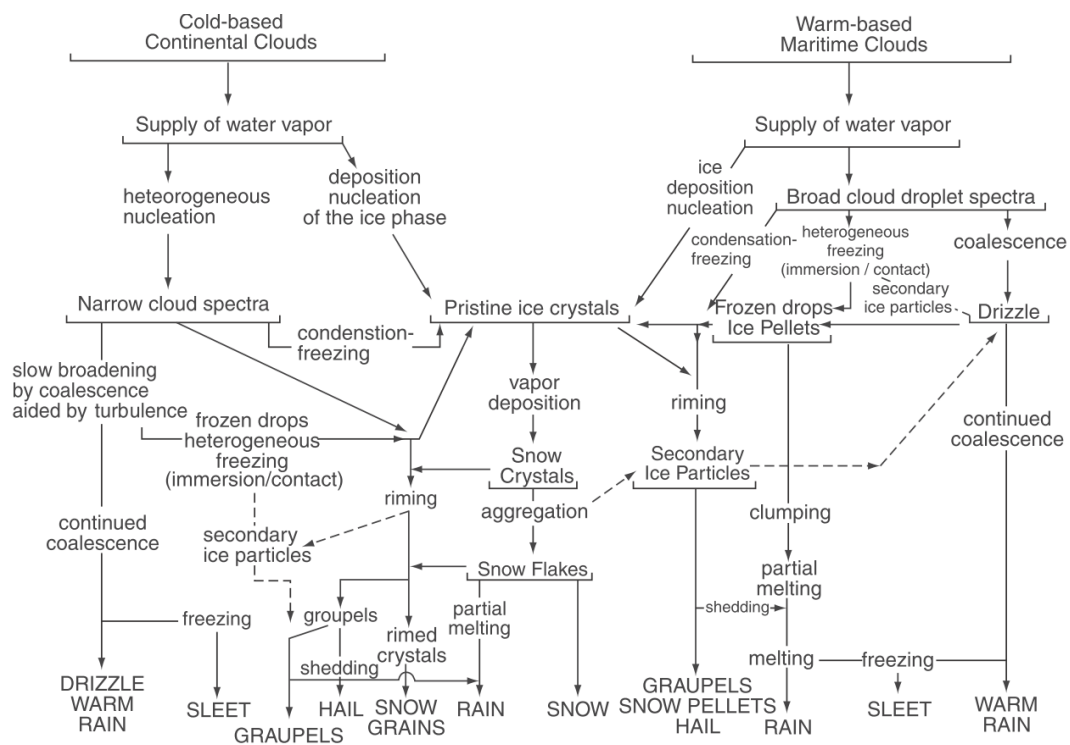 Cold-based
Continental Clouds
Warm-based
Maritime Clouds
Supply of water vapor
Supply of water vapor
heteorogeneous
nucleation
deposition
nucleation
of the ice phase
ice
deposition
nucleation
Broad cloud droplet spectra
condensation-
freezing
heterogeneous
freezing
(immersion / contact)
secondary
ice particles
coalescence
Narrow cloud spectra
Pristine ice crystals
Frozen drops
Ice Pellets
Drizzle
condenstion-
freezing
slow broadening
by coalescence
aided by turbulence
frozen drops
heterogeneous
freezing
(immersion/contact)
vapor
deposition
riming
continued
coalescence
Snow
Crystals
Secondary
Ice Particles
riming
aggregation
clumping
continued
coalescence
secondary
ice particles
Snow Flakes
partial
melting
freezing
groupels
rimed
crystals
partial
melting
shedding
shedding
melting
freezing
DRIZZLE
WARM
RAIN
SLEET
GRAUPELS
HAIL
SNOW
GRAINS
RAIN
SNOW
GRAUPELS
SNOW PELLETS
HAIL
RAIN
SLEET
WARM
RAIN